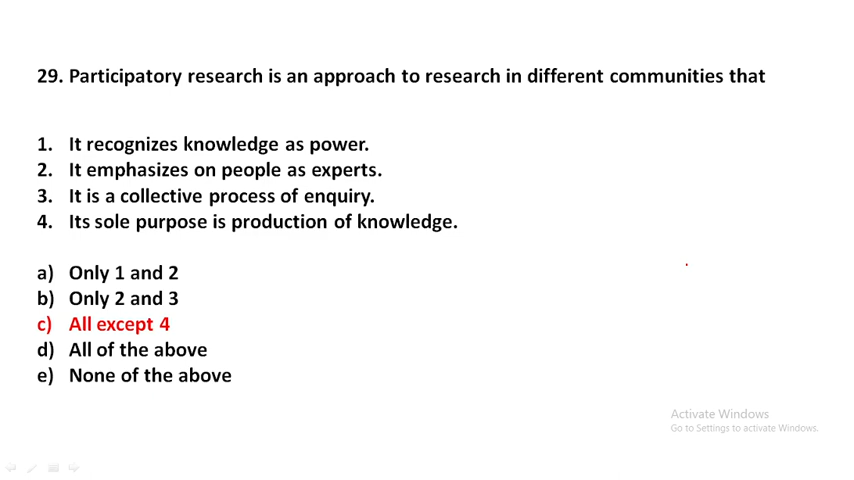 29. Participatory research is an approach to research in different communities that
1. It recognizes knowledge as power.
2. It emphasizes on people as experts.
3. It is a collective process of enquiry.
4. Its sole purpose is production of knowledge.
a) Only 1 and 2
b) Only 2 and 3
c) All except 4
d) All of the above
e) None of the above
Activate Windows
Go to Settings to activate Windows.